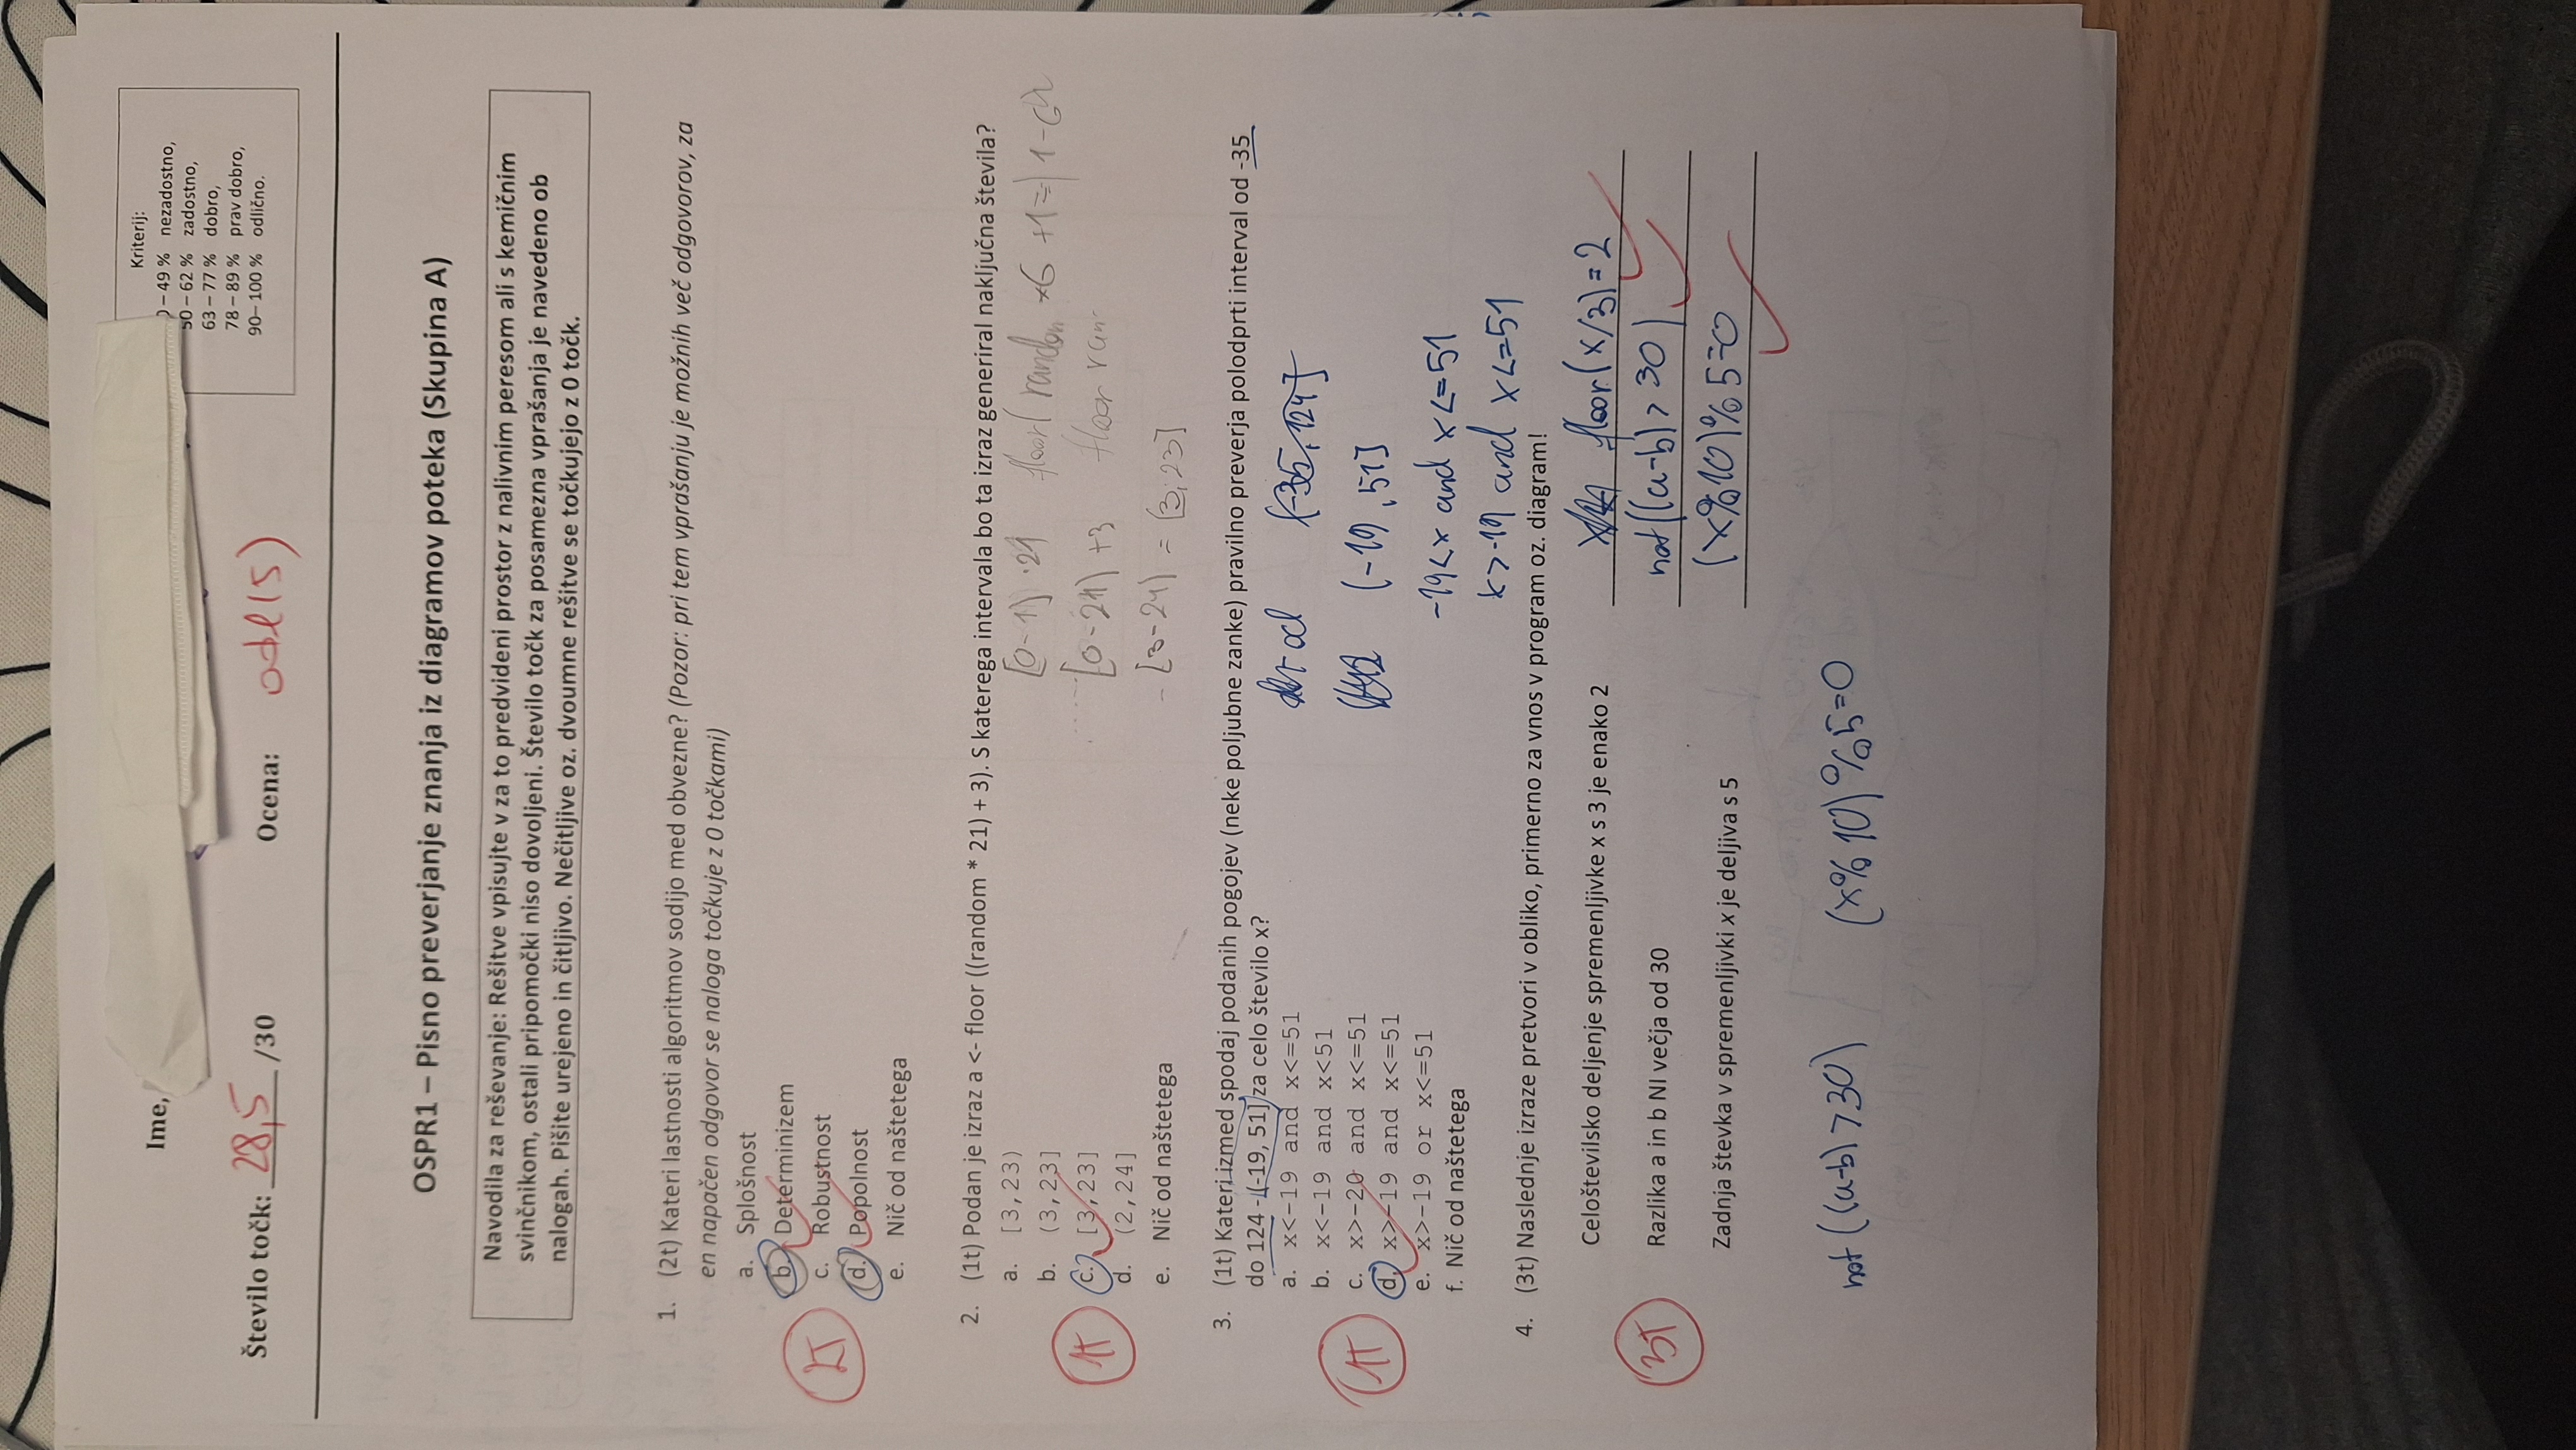 Ime,
Kriterij:
0 – 49 % nezadostno,
50 – 62 % zadostno,
63 – 77 % dobro,
78 – 89 % prav dobro,
90– 100 % odlično.
Število točk: 28,5 /30
Ocena: odl(5)
OSPR1 – Pisno preverjanje znanja iz diagramov poteka (Skupina A)
Navodila za reševanje: Rešitve vpisujte v za to predvideni prostor z nalivnim peresom ali s kemičnim
svinčnikom, ostali pripomočki niso dovoljeni. Število točk za posamezna vprašanja je navedeno ob
nalogah. Pišite urejeno in čitljivo. Nečitljive oz. dvoumne rešitve se točkujejo z 0 točk.
1. (2t) Kateri lastnosti algoritmov sodijo med obvezne? (Pozor: pri tem vprašanju je možnih več odgovorov, za
en napačen odgovor se naloga točkuje z 0 točkami)
a. Splošnost
b. Determinizem
2T
c. Robustnost
d. Popolnost
e. Nič od naštetega
2. (1t) Podan je izraz a <- floor ((random * 21) + 3). S katerega intervala bo ta izraz generiral naključna števila?
a. [3,23)
[0-1) ·21 floor( random *6 +1=)
b. (3,23]
1T
c. [3,23]
[0-21) +3 floor ran
d. (2,24]
e. Nič od naštetega
[3-24) = [3,23]
3. (1t) Kateri izmed spodaj podanih pogojev (neke poljubne zanke) pravilno preverja polodprti interval od -35
do 124 - (-19, 51] za celo število x?
a. x<-19 and x<=51
od [-35,124]
b. x<-19 and x<51
1T
c. x>-20 and x<=51
(-19,51]
d. x>-19 and x<=51
e. x>-19 or x<=51
-19<x and x<=51
f. Nič od naštetega
x>-19 and x<=51
4. (3t) Naslednje izraze pretvori v obliko, primerno za vnos v program oz. diagram!
Celoštevilsko deljenje spremenljivke x s 3 je enako 2 floor(x/3)=2
3T
Razlika a in b NI večja od 30 not((a-b)>30)
Zadnja števka v spremenljivki x je deljiva s 5 (x%10)%5=0
not((a-b)>30) (x%10)%5=0